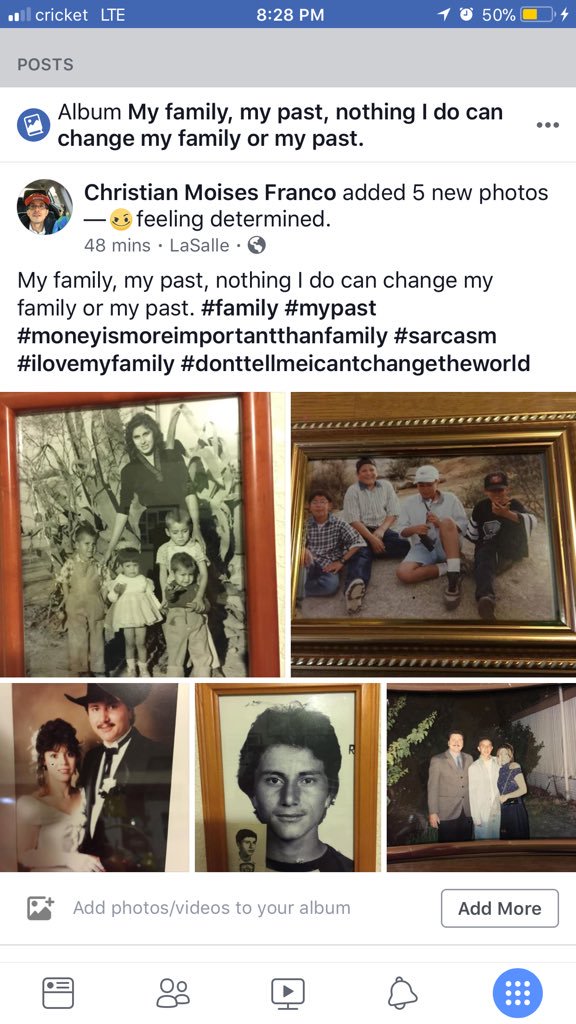 cricket LTE 8:28 PM 50%
POSTS
Album My family, my past, nothing I do can
change my family or my past.
Christian Moises Franco added 5 new photos
— feeling determined.
48 mins · LaSalle ·
My family, my past, nothing I do can change my
family or my past. #family #mypast
#moneyismoreimportantthanfamily #sarcasm
#ilovemyfamily #donttellmeicantchangetheworld
R
Add photos/videos to your album
Add More